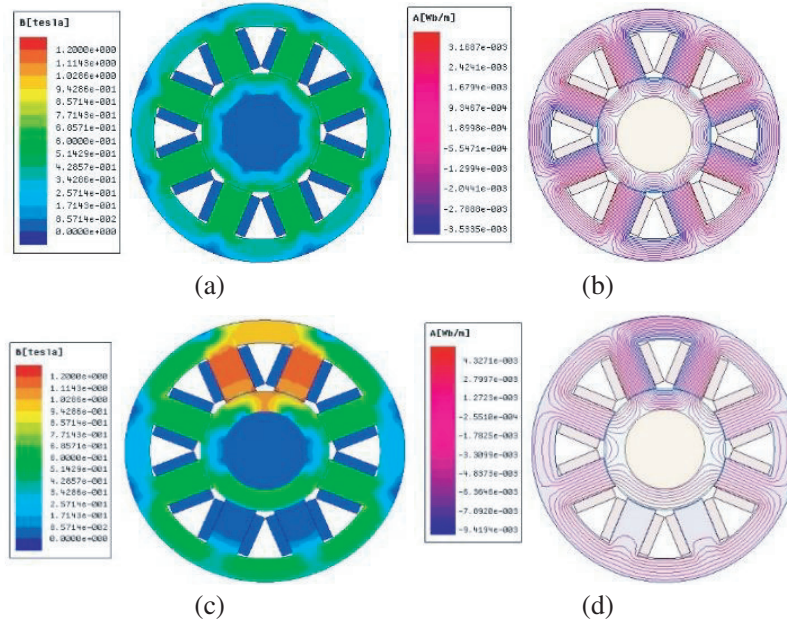 B[tesla]
1.2000e+000
1.1143e+000
1.0286e+000
9.4286e-001
8.5714e-001
7.7143e-001
6.8571e-001
6.0000e-001
5.1429e-001
4.2857e-001
3.4286e-001
2.5714e-001
1.7143e-001
8.5714e-002
0.0000e+000
A[Wb/m]
3.1687e-003
2.4241e-003
1.6794e-003
9.3467e-004
1.8998e-004
-5.5471e-004
-1.2994e-003
-2.0441e-003
-2.7888e-003
-3.5335e-003
(a)
(b)
B[tesla]
1.2000e+000
1.1143e+000
1.0286e+000
9.4286e-001
8.5714e-001
7.7143e-001
6.8571e-001
6.0000e-001
5.1429e-001
4.2857e-001
3.4286e-001
2.5714e-001
1.7143e-001
8.5714e-002
0.0000e+000
A[Wb/m]
4.3271e-003
2.7997e-003
1.2723e-003
-2.5510e-004
-1.7825e-003
-3.3099e-003
-4.8373e-003
-6.3646e-003
-7.8920e-003
-9.4194e-003
(c)
(d)